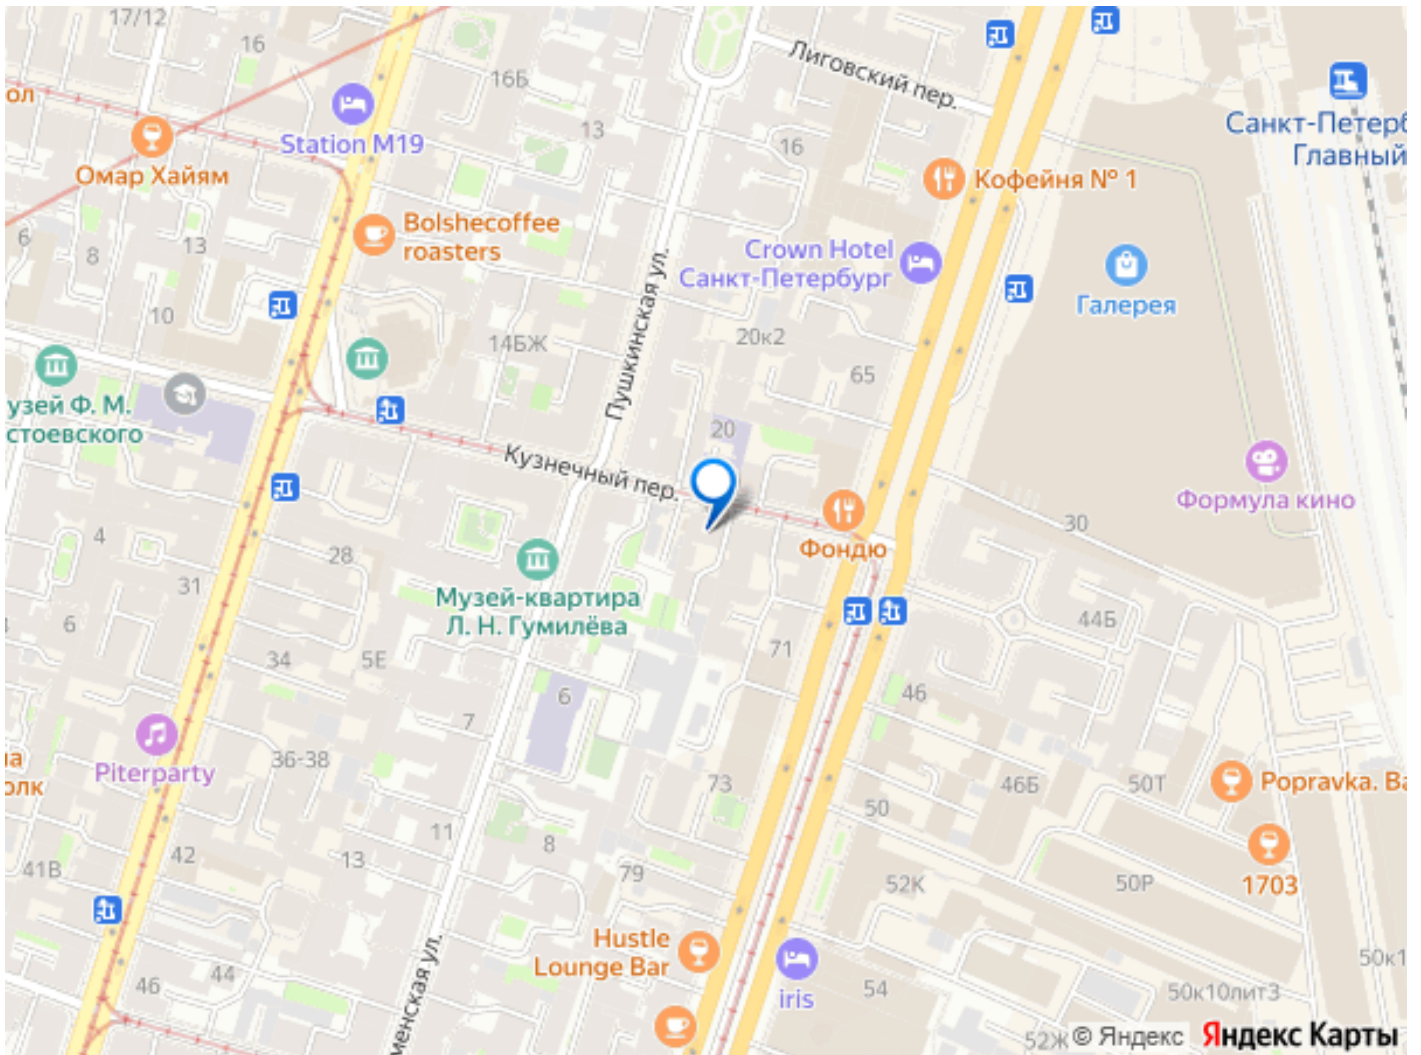 17/12
16
16Б
Лиговский пер.
Санкт-Петерб
Главный
ол
Station M19
13
16
Омар Хайям
Кофейня № 1
Bolshecoffee
roasters
6
8
13
Crown Hotel
Санкт-Петербург
Пушкинская ул.
Галерея
10
14БЖ
20к2
65
узей Ф. М.
стоевского
20
Кузнечный пер.
Формула кино
30
4
28
Фондю
31
Музей-квартира
Л. Н. Гумилёва
6
44Б
34
5Е
71
6
46
7
Piterparty
36-38
73
46Б
50Т
Popravka. Ba
ла
олк
50
11
8
13
42
41В
79
52К
50Р
1703
Hustle
Lounge Bar
менская ул.
44
46
iris
54
50к1
50к10лит3
52Ж
© Яндекс
Яндекс Карты